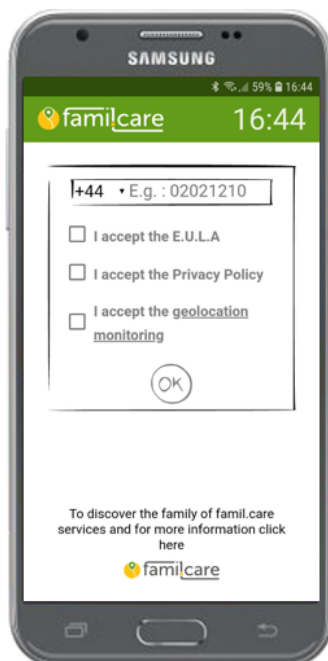 SAMSUNG
59% 16:44
famil.care 16:44
+44 ▾ E.g. : 02021210
I accept the E.U.L.A
I accept the Privacy Policy
I accept the geolocation
monitoring
OK
To discover the family of famil.care
services and for more information click
here
famil.care